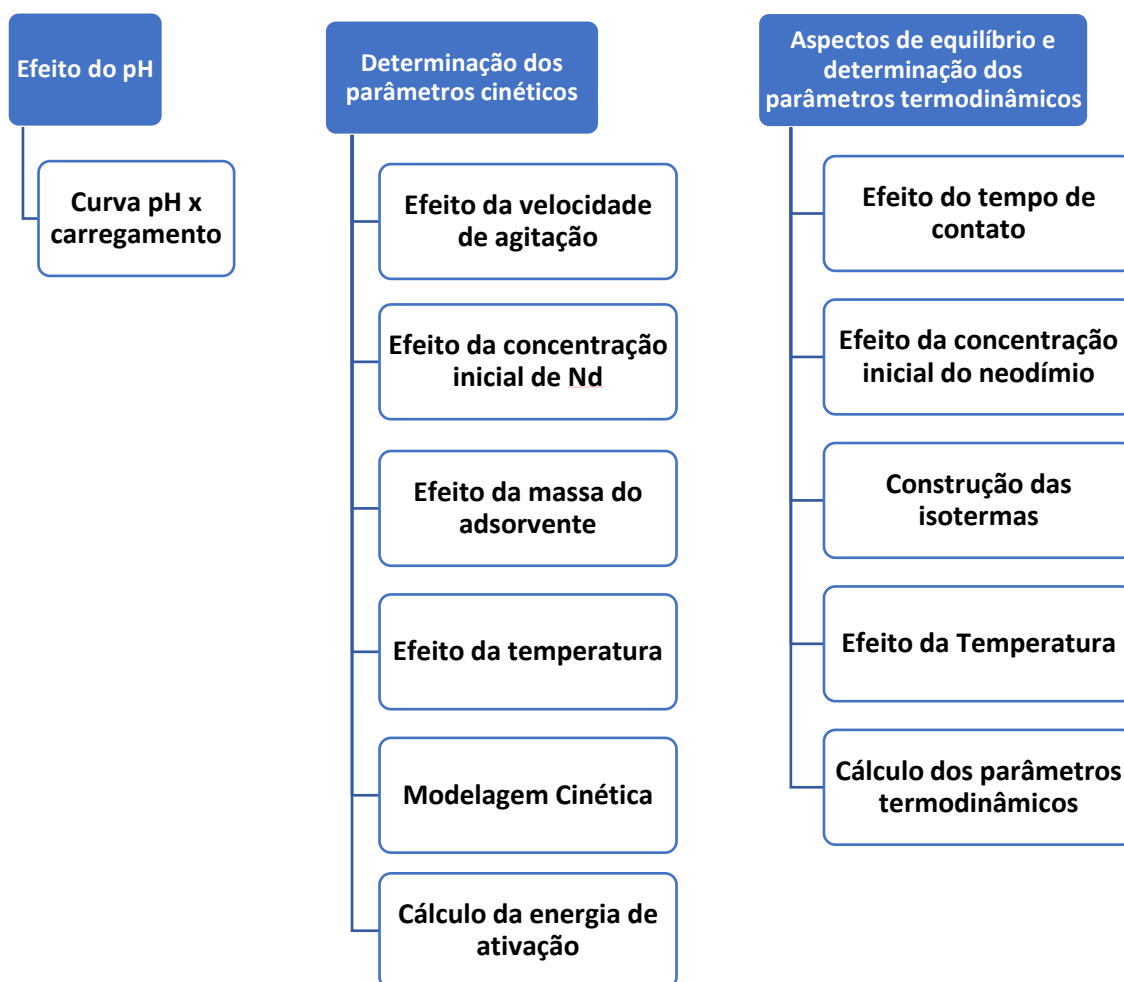 Efeito do pH
Curva pH x
carregamento
Determinação dos
parâmetros cinéticos
Efeito da velocidade
de agitação
Efeito da concentração
inicial de Nd
Efeito da massa do
adsorvente
Efeito da temperatura
Modelagem Cinética
Cálculo da energia de
ativação
Aspectos de equilíbrio e
determinação dos
parâmetros termodinâmicos
Efeito do tempo de
contato
Efeito da concentração
inicial do neodímio
Construção das
isotermas
Efeito da Temperatura
Cálculo dos parâmetros
termodinâmicos